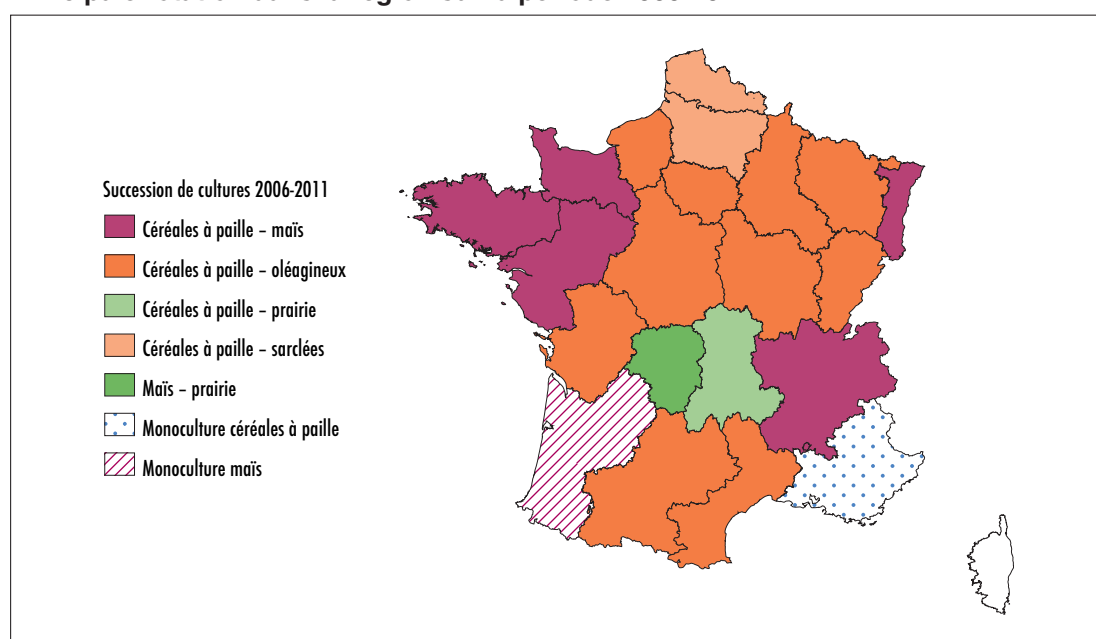 Succession de cultures 2006-2011
Céréales à paille – maïs
Céréales à paille – oléagineux
Céréales à paille – prairie
Céréales à paille – sarclées
Maïs – prairie
Monoculture céréales à paille
Monoculture maïs